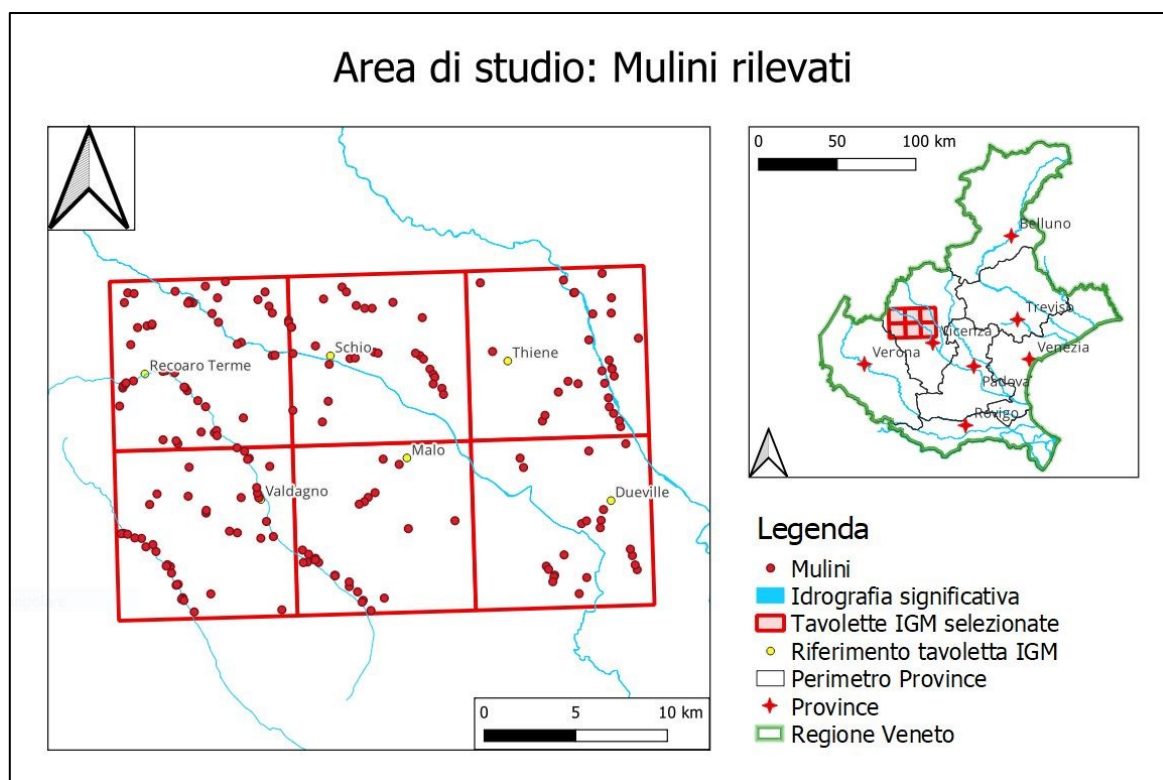 Area di studio: Mulini rilevati
Schio
Thiene
Recoaro Terme
Malo
Valdagno
Dueville
0 5 10 km
0 50 100 km
Belluno
Treviso
Vicenza
Venezia
Verona
Padova
Rovigo
Legenda
Mulini
Idrografia significativa
Tavolette IGM selezionate
Riferimento tavoletta IGM
Perimetro Province
Province
Regione Veneto